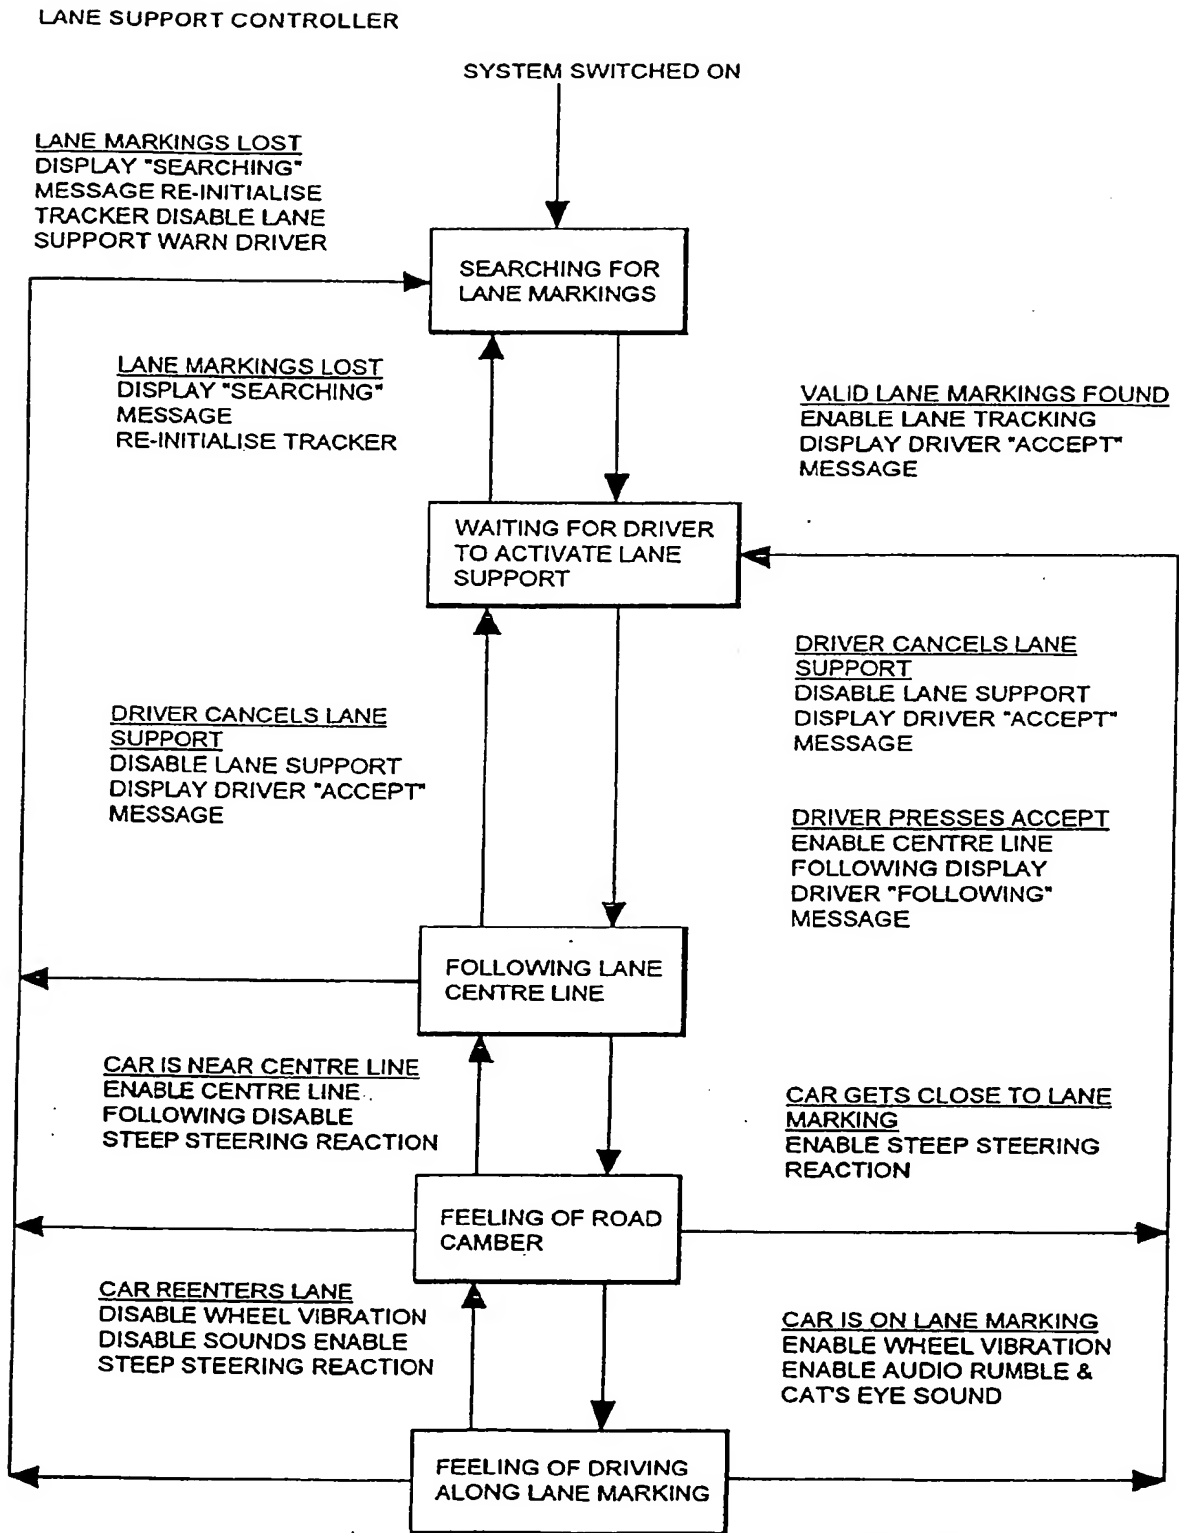 LANE SUPPORT CONTROLLER
SYSTEM SWITCHED ON
LANE MARKINGS LOST
DISPLAY "SEARCHING"
MESSAGE RE-INITIALISE
TRACKER DISABLE LANE
SUPPORT WARN DRIVER
SEARCHING FOR
LANE MARKINGS
LANE MARKINGS LOST
DISPLAY "SEARCHING"
MESSAGE
RE-INITIALISE TRACKER
VALID LANE MARKINGS FOUND
ENABLE LANE TRACKING
DISPLAY DRIVER "ACCEPT"
MESSAGE
WAITING FOR DRIVER
TO ACTIVATE LANE
SUPPORT
DRIVER CANCELS LANE
SUPPORT
DISABLE LANE SUPPORT
DISPLAY DRIVER "ACCEPT"
MESSAGE
DRIVER CANCELS LANE
SUPPORT
DISABLE LANE SUPPORT
DISPLAY DRIVER "ACCEPT"
MESSAGE
DRIVER PRESSES ACCEPT
ENABLE CENTRE LINE
FOLLOWING DISPLAY
DRIVER "FOLLOWING"
MESSAGE
FOLLOWING LANE
CENTRE LINE
CAR IS NEAR CENTRE LINE
ENABLE CENTRE LINE
FOLLOWING DISABLE
STEEP STEERING REACTION
CAR GETS CLOSE TO LANE
MARKING
ENABLE STEEP STEERING
REACTION
FEELING OF ROAD
CAMBER
CAR REENTERS LANE
DISABLE WHEEL VIBRATION
DISABLE SOUNDS ENABLE
STEEP STEERING REACTION
CAR IS ON LANE MARKING
ENABLE WHEEL VIBRATION
ENABLE AUDIO RUMBLE &
CAT'S EYE SOUND
FEELING OF DRIVING
ALONG LANE MARKING